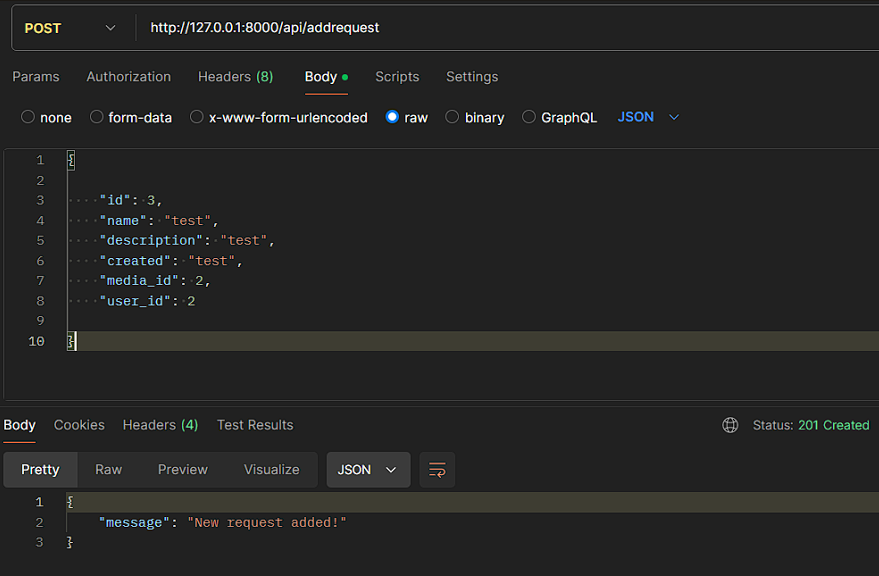 POST http://127.0.0.1:8000/api/addrequest
Params Authorization Headers (8) Body Scripts Settings
none form-data x-www-form-urlencoded raw binary GraphQL JSON
1 {
2
3 ····"id":·3,
4 ····"name":·"test",
5 ····"description":·"test",
6 ····"created":·"test",
7 ····"media_id":·2,
8 ····"user_id":·2
9
10 }
Body Cookies Headers (4) Test Results Status: 201 Created
Pretty Raw Preview Visualize JSON
1 {
2 "message": "New request added!"
3 }